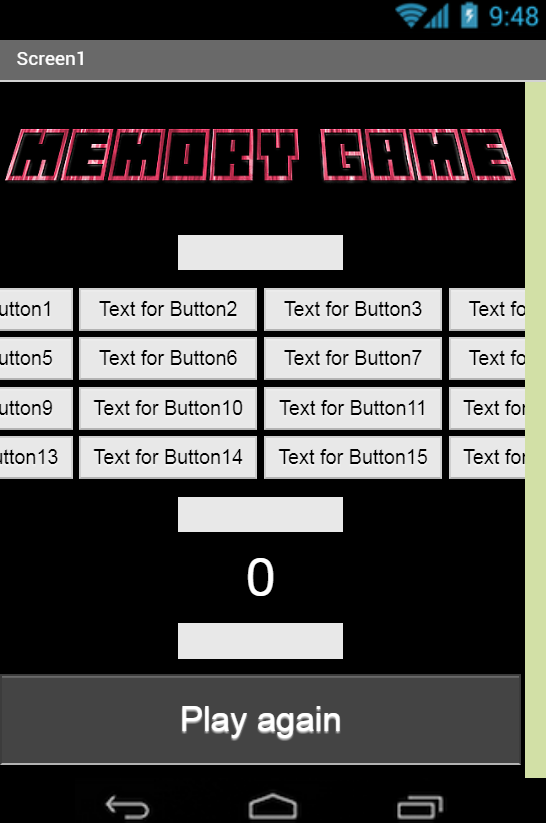 9:48
Screen1
MEMORY GAME
utton1 Text for Button2 Text for Button3 Text fo
utton5 Text for Button6 Text for Button7 Text fo
utton9 Text for Button10 Text for Button11 Text for
utton13 Text for Button14 Text for Button15 Text for
0
Play again